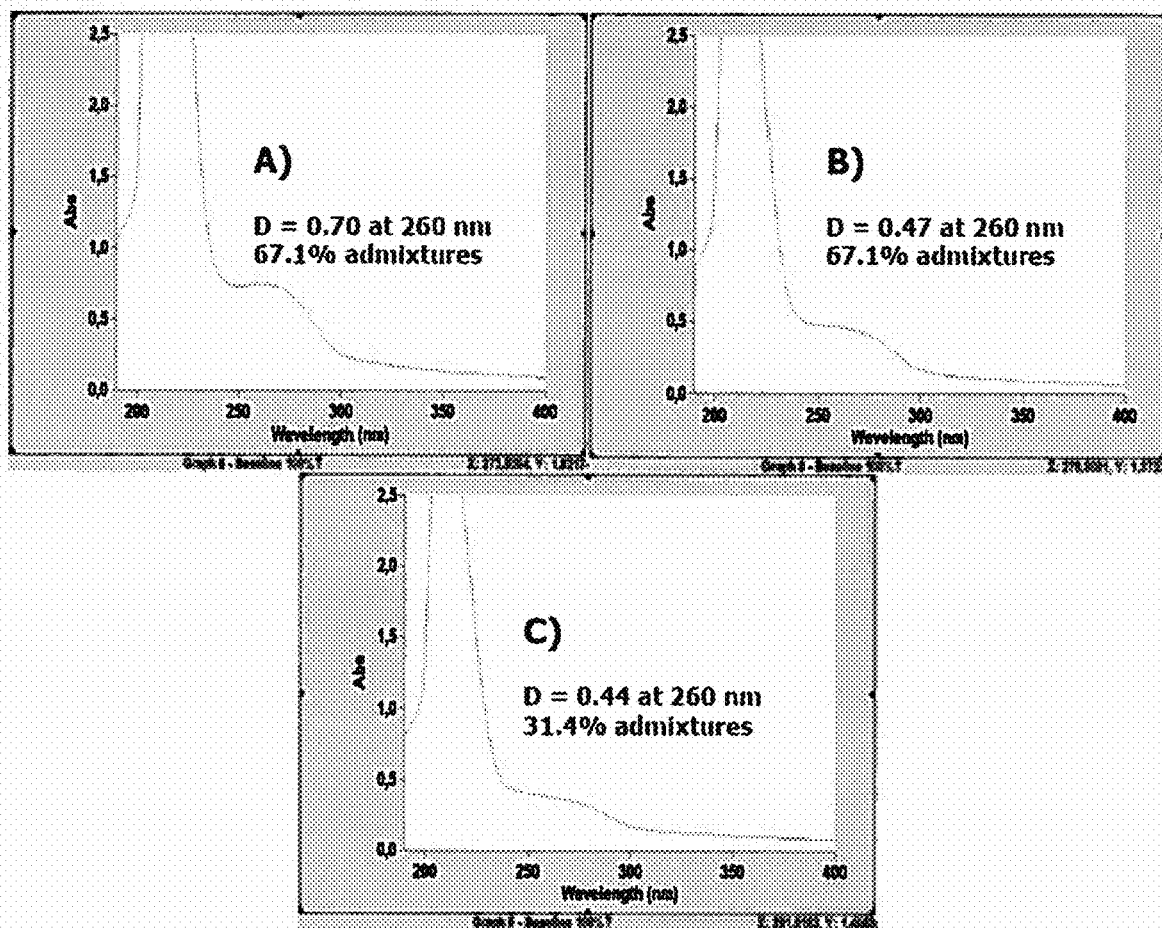 2,5
2,0
1,5
1,0
0,5
0,0
Abs
A)
D = 0.70 at 260 nm
67.1% admixtures
200 250 300 350 400
Wavelength (nm)
2,5
2,0
1,5
1,0
0,5
0,0
Abs
B)
D = 0.47 at 260 nm
67.1% admixtures
200 250 300 350 400
Wavelength (nm)
2,5
2,0
1,5
1,0
0,5
0,0
Abs
C)
D = 0.44 at 260 nm
31.4% admixtures
200 250 300 350 400
Wavelength (nm)